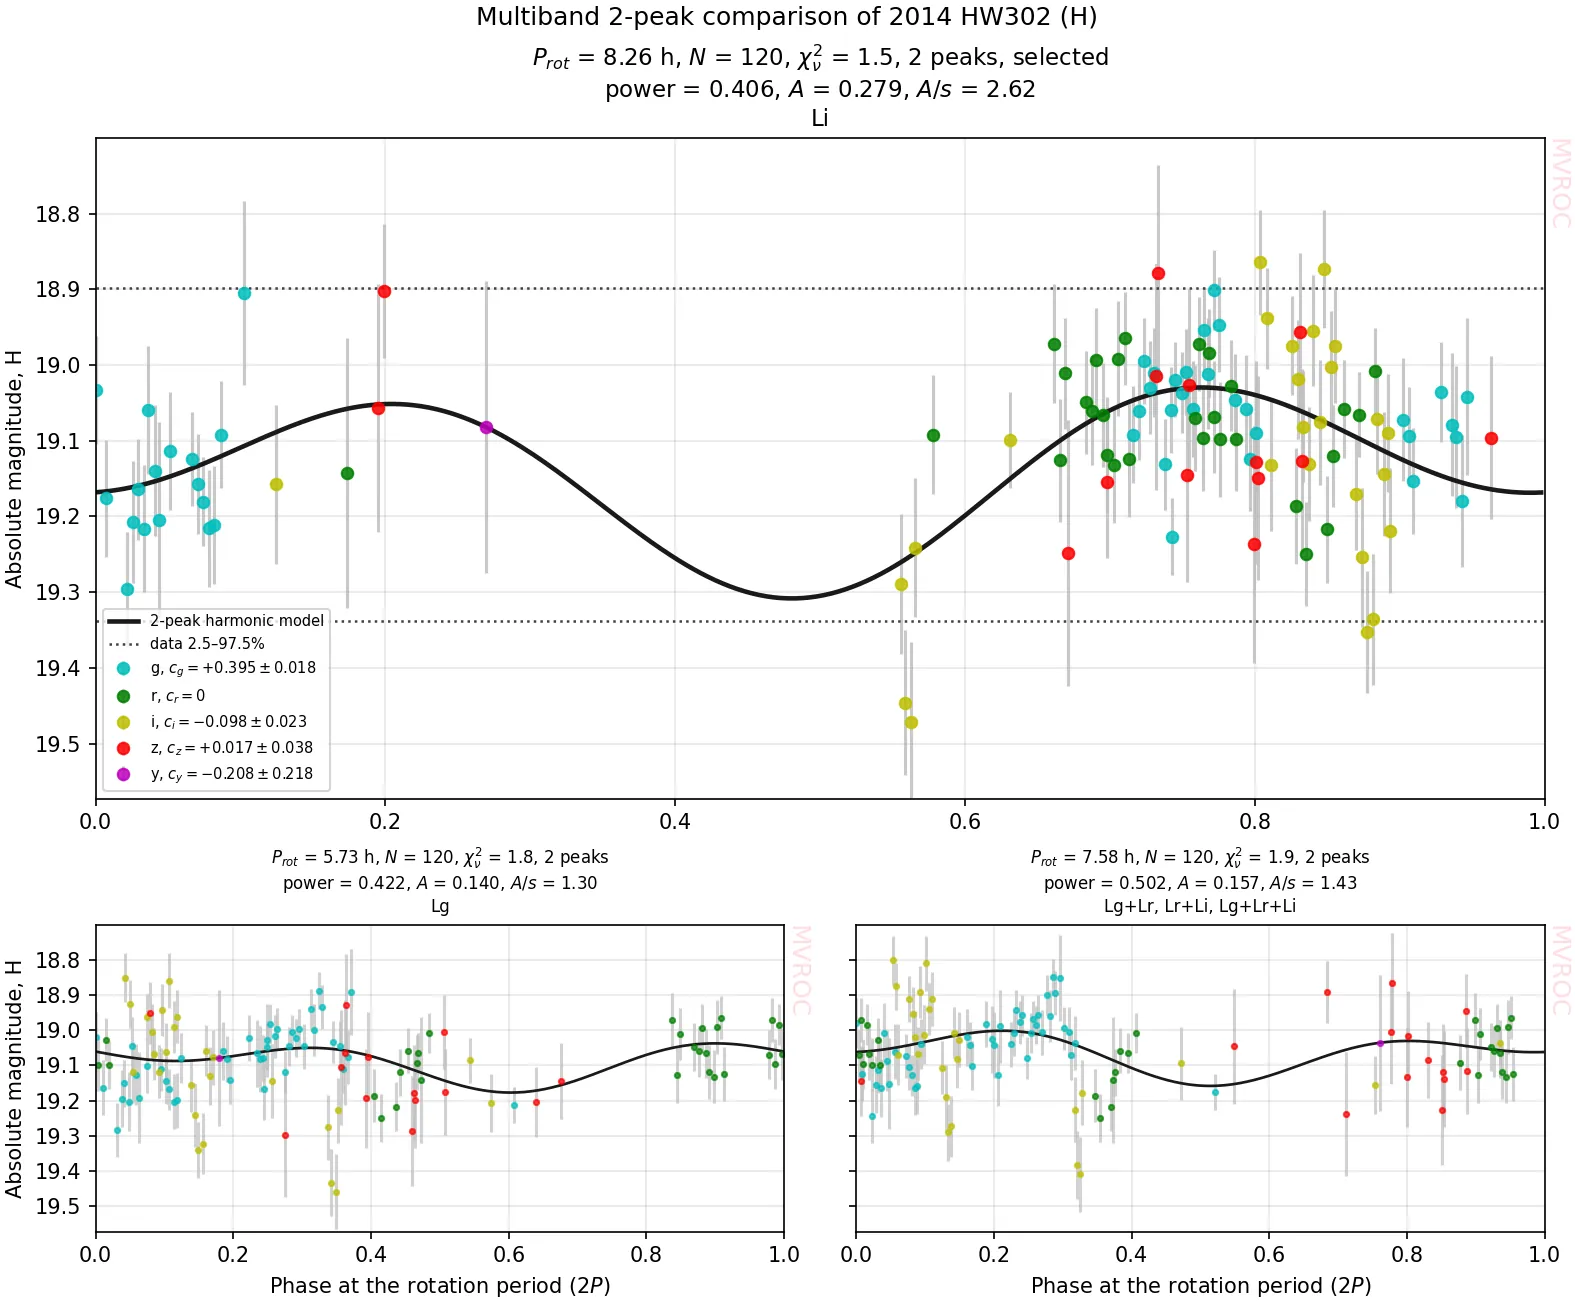 Multiband 2-peak comparison of 2014 HW302 (H)
P_rot = 8.26 h, N = 120, χ²_ν = 1.5, 2 peaks, selected
power = 0.406, A = 0.279, A/s = 2.62
Li
MVROC
Absolute magnitude, H
18.8
18.9
19.0
19.1
19.2
19.3
19.4
19.5
2-peak harmonic model
data 2.5–97.5%
g, c_g = +0.395 ± 0.018
r, c_r = 0
i, c_i = −0.098 ± 0.023
z, c_z = +0.017 ± 0.038
y, c_y = −0.208 ± 0.218
0.0 0.2 0.4 0.6 0.8 1.0
P_rot = 5.73 h, N = 120, χ²_ν = 1.8, 2 peaks
power = 0.422, A = 0.140, A/s = 1.30
Lg
MVROC
Absolute magnitude, H
18.8
18.9
19.0
19.1
19.2
19.3
19.4
19.5
0.0 0.2 0.4 0.6 0.8 1.0
Phase at the rotation period (2P)
P_rot = 7.58 h, N = 120, χ²_ν = 1.9, 2 peaks
power = 0.502, A = 0.157, A/s = 1.43
Lg+Lr, Lr+Li, Lg+Lr+Li
MVROC
0.0 0.2 0.4 0.6 0.8 1.0
Phase at the rotation period (2P)